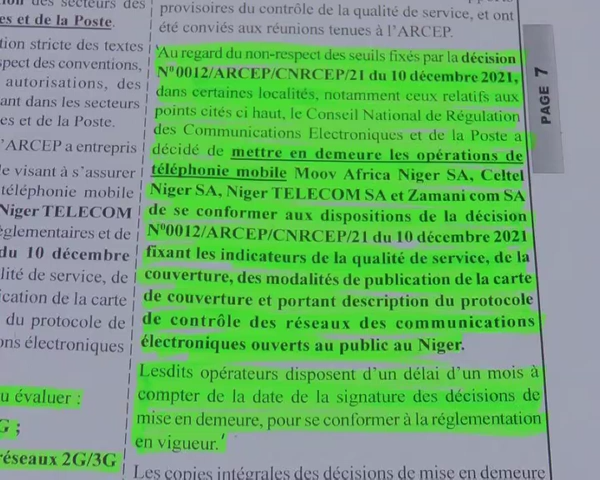 des secteurs des
es et de la Poste.
tion stricte des textes
spect des conventions,
autorisations, des
ant dans les secteurs
es et de la Poste.
'ARCEP a entrepris
le visant à s'assurer
téléphonie mobile
Niger TELECOM
églementaires et de
du 10 décembre
lité de service, de
ication de la carte
du protocole de
ons électroniques
u évaluer :
G ;
réseaux 2G/3G
provisoires du contrôle de la qualité de service, et ont
été conviés aux réunions tenues à l'ARCEP.
Au regard du non-respect des seuils fixés par la décision
N°0012/ARCEP/CNRCEP/21 du 10 décembre 2021,
dans certaines localités, notamment ceux relatifs aux
points cités ci haut, le Conseil National de Régulation
des Communications Electroniques et de la Poste a
décidé de mettre en demeure les opérations de
téléphonie mobile Moov Africa Niger SA, Celtel
Niger SA, Niger TELECOM SA et Zamani com SA
de se conformer aux dispositions de la décision
N°0012/ARCEP/CNRCEP/21 du 10 décembre 2021
fixant les indicateurs de la qualité de service, de la
couverture, des modalités de publication de la carte
de couverture et portant description du protocole
de contrôle des réseaux des communications
électroniques ouverts au public au Niger.
Lesdits opérateurs disposent d'un délai d'un mois à
compter de la date de la signature des décisions de
mise en demeure, pour se conformer à la réglementation
en vigueur.
Les copies intégrales des décisions de mise en demeure
PAGE 7